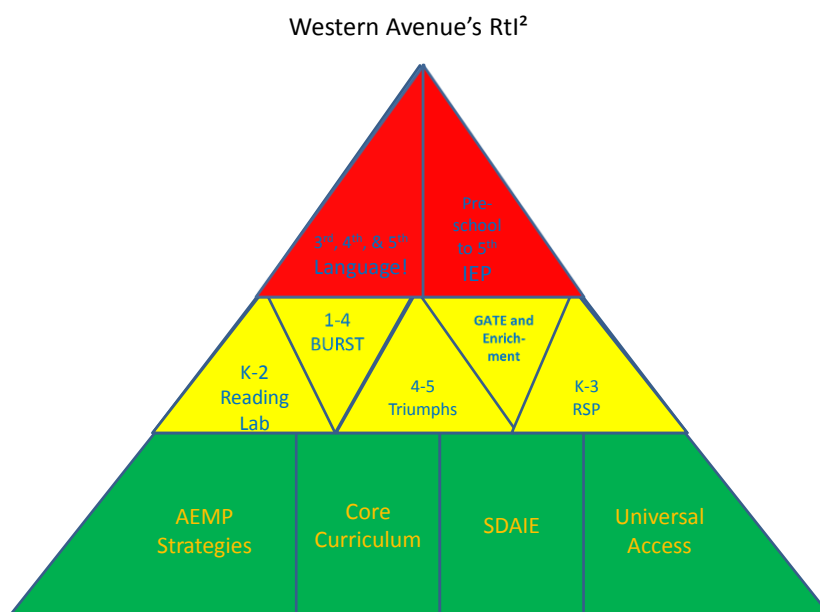 Western Avenue's RtI²
3rd, 4th, & 5th
Language!
Pre-
school
to 5th
IEP
1-4
BURST
GATE and
Enrich-
ment
K-2
Reading
Lab
4-5
Triumphs
K-3
RSP
AEMP
Strategies
Core
Curriculum
SDAIE
Universal
Access